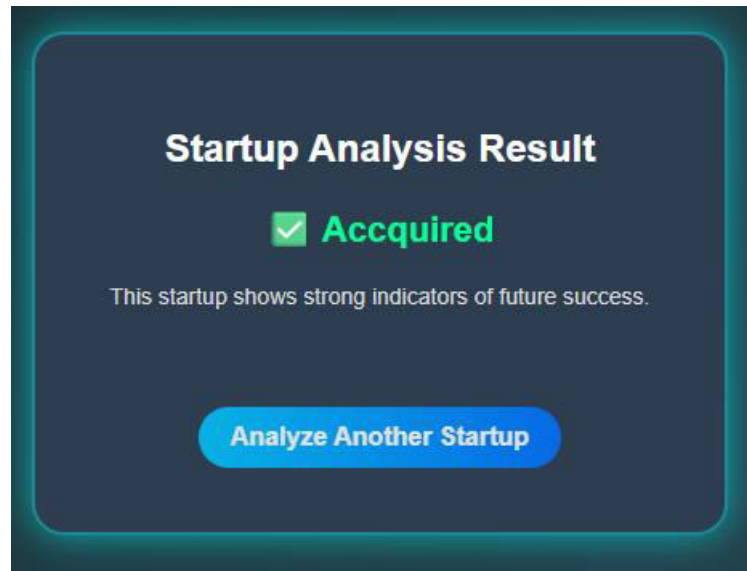 Startup Analysis Result
✅ Accquired
This startup shows strong indicators of future success.
Analyze Another Startup